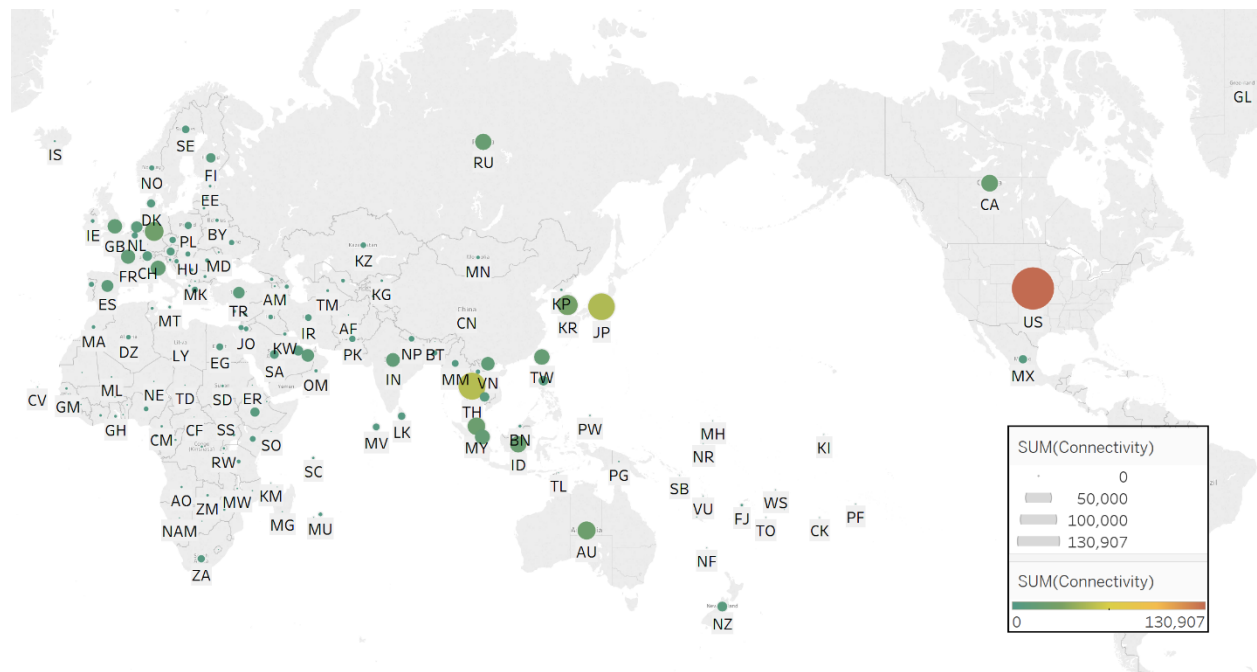 GL
IS
SE
RU
NO
FI
CA
EE
IE
DK
GB
NL
PL
BY
FR
CH
HU
MD
KZ
MN
ES
MK
TR
AM
TM
KG
KP
KR
JP
US
MT
MA
DZ
LY
EG
JO
KW
IR
AF
PK
CN
SA
OM
IN
NP
BT
MM
VN
TW
MX
CV
GM
ML
NE
TD
SD
ER
TH
GH
CM
CF
SS
SO
MV
LK
MY
BN
ID
PW
MH
NR
KI
RW
SC
PG
AO
ZM
MW
KM
TL
SB
VU
WS
NAM
MG
MU
FJ
TO
CK
PF
AU
ZA
NF
NZ
SUM(Connectivity)
0
50,000
100,000
130,907
SUM(Connectivity)
0 130,907